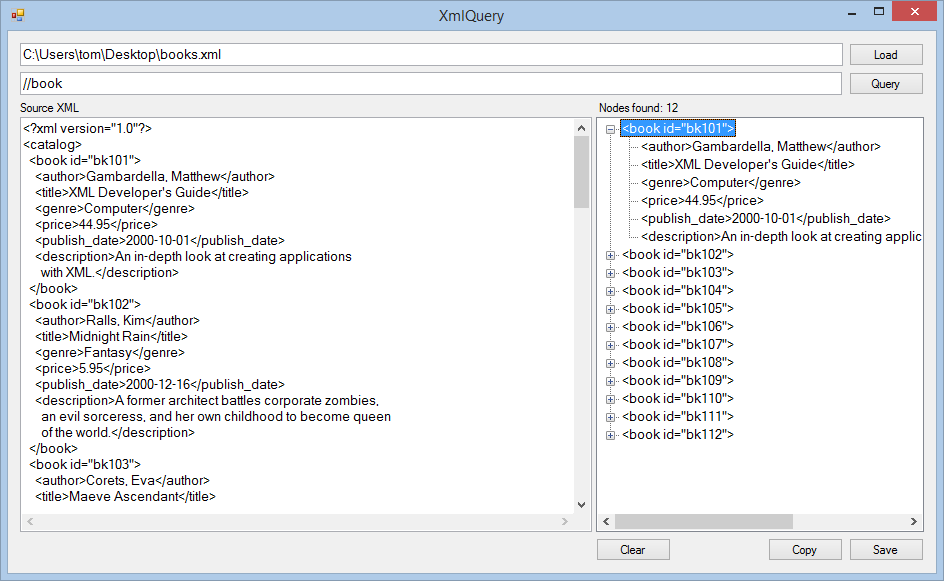 XmlQuery
C:\Users\tom\Desktop\books.xml
Load
//book
Query
Source XML
<?xml version="1.0"?>
<catalog>
<book id="bk101">
<author>Gambardella, Matthew</author>
<title>XML Developer's Guide</title>
<genre>Computer</genre>
<price>44.95</price>
<publish_date>2000-10-01</publish_date>
<description>An in-depth look at creating applications
with XML.</description>
</book>
<book id="bk102">
<author>Ralls, Kim</author>
<title>Midnight Rain</title>
<genre>Fantasy</genre>
<price>5.95</price>
<publish_date>2000-12-16</publish_date>
<description>A former architect battles corporate zombies,
an evil sorceress, and her own childhood to become queen
of the world.</description>
</book>
<book id="bk103">
<author>Corets, Eva</author>
<title>Maeve Ascendant</title>
Nodes found: 12
<book id="bk101">
<author>Gambardella, Matthew</author>
<title>XML Developer's Guide</title>
<genre>Computer</genre>
<price>44.95</price>
<publish_date>2000-10-01</publish_date>
<description>An in-depth look at creating applic
<book id="bk102">
<book id="bk103">
<book id="bk104">
<book id="bk105">
<book id="bk106">
<book id="bk107">
<book id="bk108">
<book id="bk109">
<book id="bk110">
<book id="bk111">
<book id="bk112">
Clear
Copy
Save